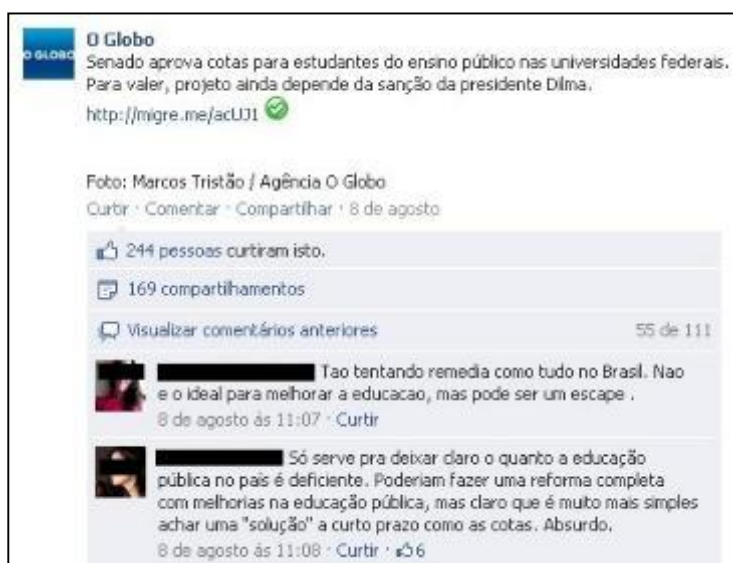 O GLOBO
O Globo
Senado aprova cotas para estudantes do ensino público nas universidades federais.
Para valer, projeto ainda depende da sanção da presidente Dilma.
http://migre.me/acUJ1
Foto: Marcos Tristão / Agência O Globo
Curtir · Comentar · Compartilhar · 8 de agosto
244 pessoas curtiram isto.
169 compartilhamentos
Visualizar comentários anteriores 55 de 111
Tao tentando remedia como tudo no Brasil. Nao
e o ideal para melhorar a educacao, mas pode ser um escape .
8 de agosto às 11:07 · Curtir
Só serve pra deixar claro o quanto a educação
pública no país é deficiente. Poderiam fazer uma reforma completa
com melhorias na educação pública, mas claro que é muito mais simples
achar uma "solução" a curto prazo como as cotas. Absurdo.
8 de agosto às 11:08 · Curtir · 6